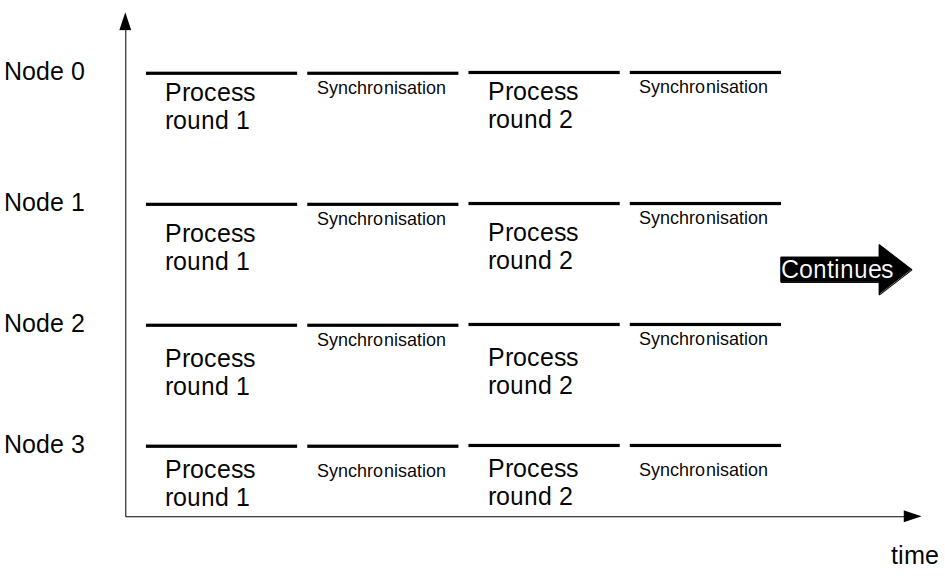 Node 0
Process
round 1
Synchronisation
Process
round 2
Synchronisation
Node 1
Process
round 1
Synchronisation
Process
round 2
Synchronisation
Continues
Node 2
Process
round 1
Synchronisation
Process
round 2
Synchronisation
Node 3
Process
round 1
Synchronisation
Process
round 2
Synchronisation
time